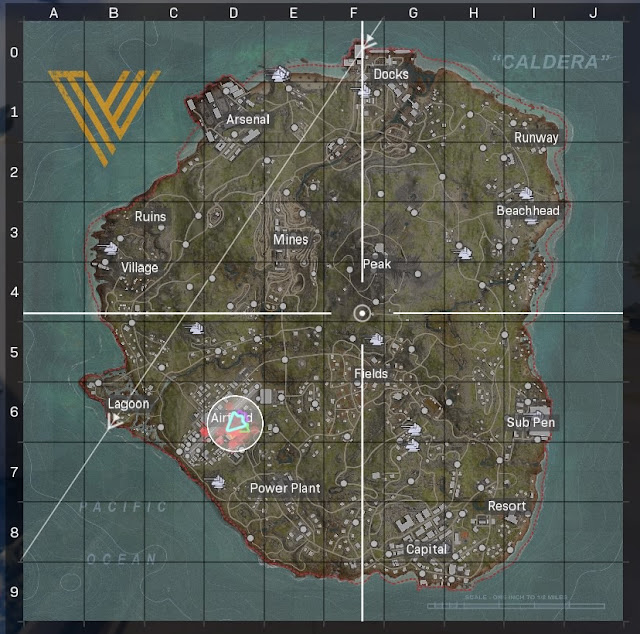 A B C D E F G H I J
0
Docks
"CALDERA"
1
Arsenal
Runway
2
Ruins
Beachhead
3
Mines
Village
Peak
4
5
Fields
Lagoon
6
Sub Pen
7
Power Plant
PACIFIC
Resort
8
Capital
OCEAN
9